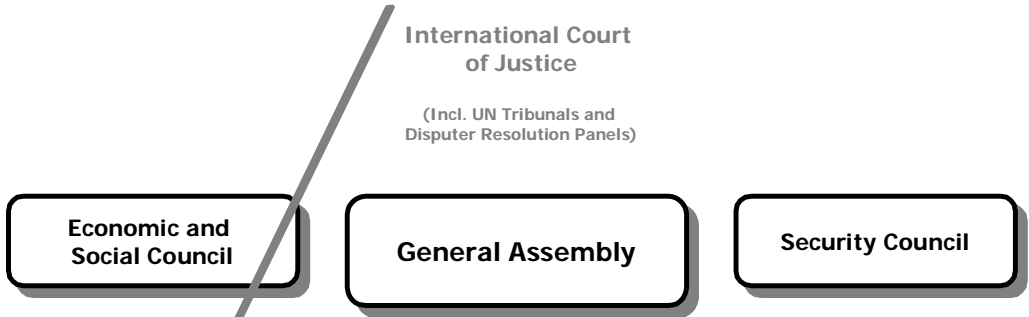 International Court
of Justice
(Incl. UN Tribunals and
Disputer Resolution Panels)
Economic and
Social Council
General Assembly
Security Council